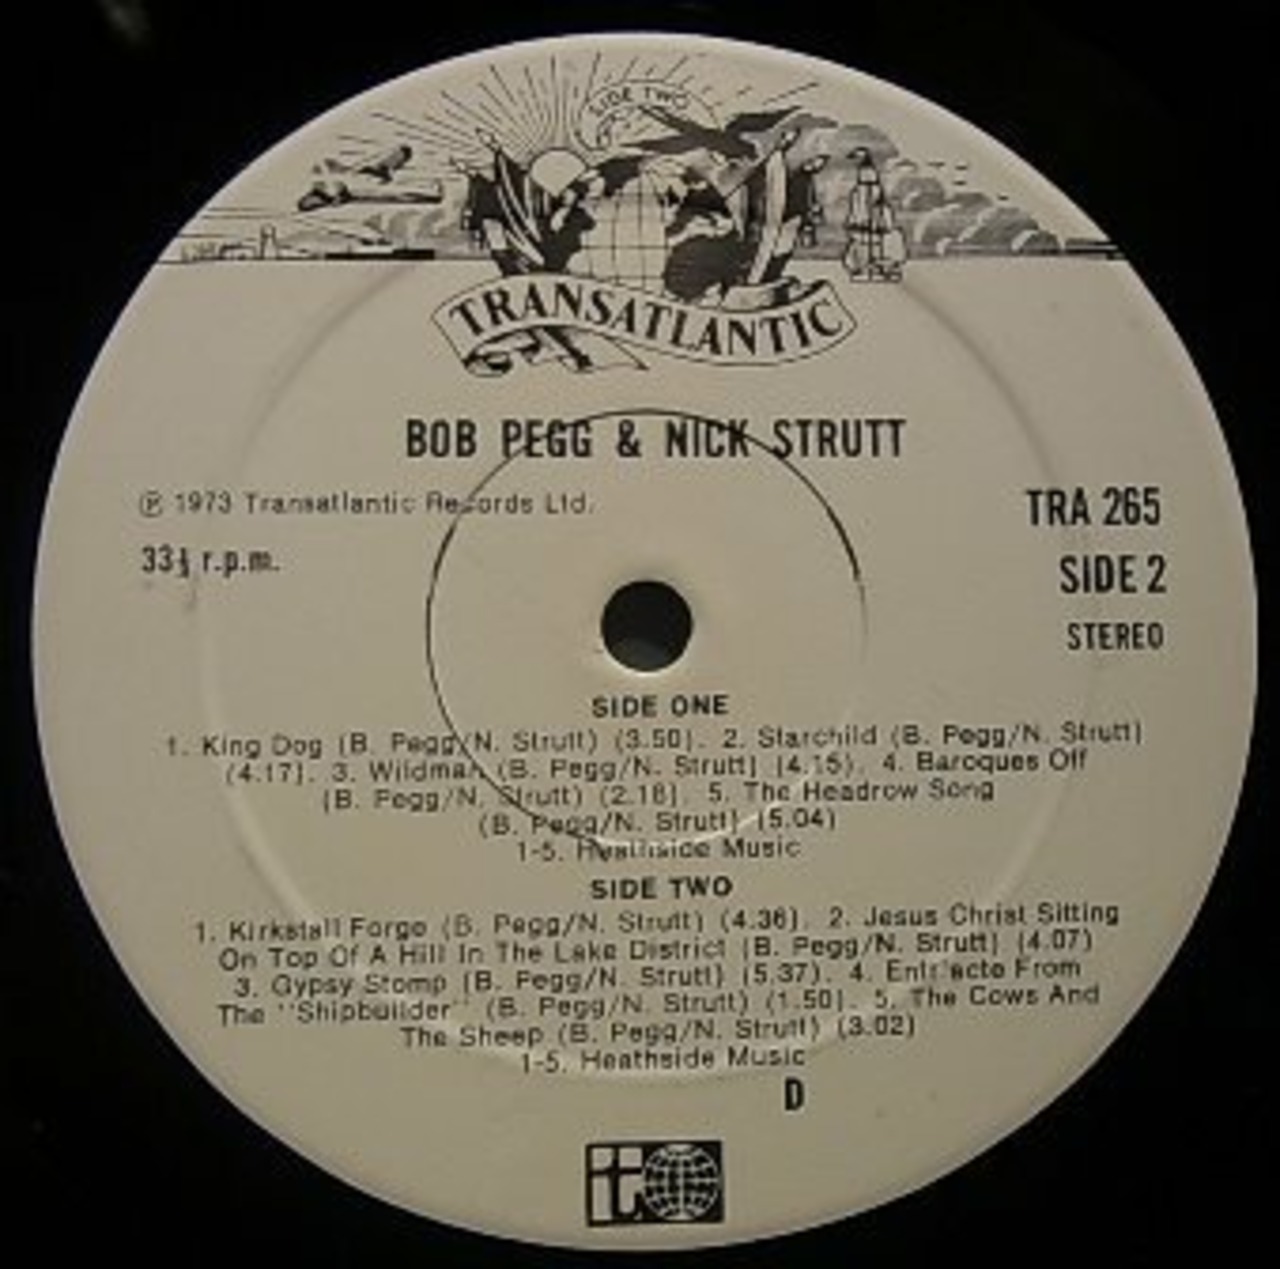 SIDE TWO
TRANSATLANTIC
BOB PEGG & NICK STRUTT
℗ 1973 Transatlantic Records Ltd.
TRA 265
33⅓ r.p.m.
SIDE 2
STEREO
SIDE ONE
1. King Dog (B. Pegg/N. Strutt) (3.50). 2. Starchild (B. Pegg/N. Strutt)
(4.17). 3. Wildman (B. Pegg/N. Strutt) (4.15). 4. Baroques Off
(B. Pegg/N. Strutt) (2.16). 5. The Headrow Song
(B. Pegg/N. Strutt) (5.04)
1-5. Heathside Music
SIDE TWO
1. Kirkstall Forge (B. Pegg/N. Strutt) (4.36). 2. Jesus Christ Sitting
On Top Of A Hill In The Lake District (B. Pegg/N. Strutt) (4.07)
3. Gypsy Stomp (B. Pegg/N. Strutt) (5.37). 4. Entr'acte From
The "Shipbuilder" (B. Pegg/N. Strutt) (1.50). 5. The Cows And
The Sheep (B. Pegg/N. Strutt) (3.02)
1-5. Heathside Music
D